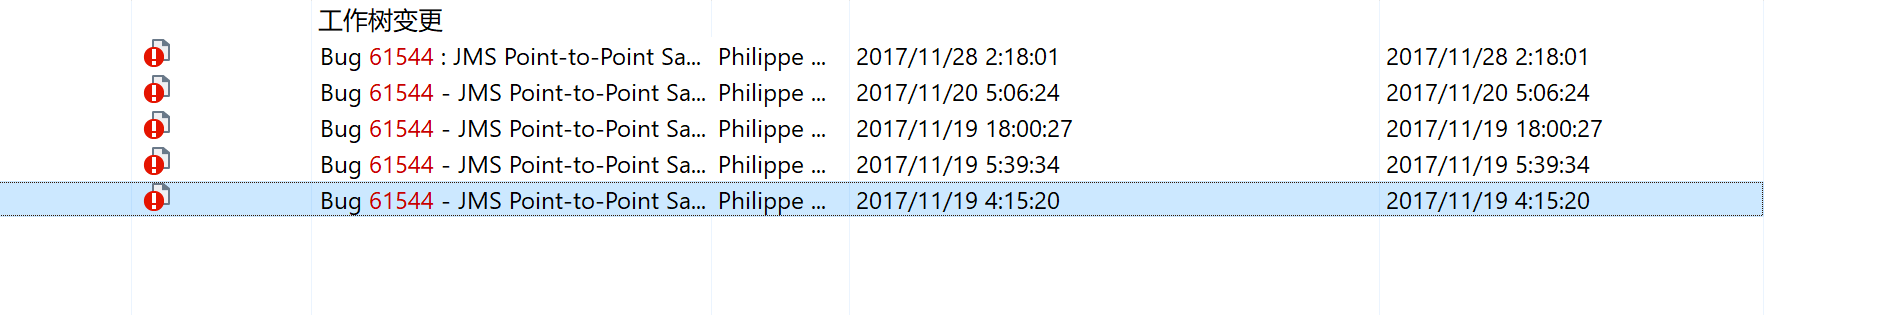 工作树变更
Bug 61544 : JMS Point-to-Point Sa... Philippe ... 2017/11/28 2:18:01 2017/11/28 2:18:01
Bug 61544 - JMS Point-to-Point Sa... Philippe ... 2017/11/20 5:06:24 2017/11/20 5:06:24
Bug 61544 - JMS Point-to-Point Sa... Philippe ... 2017/11/19 18:00:27 2017/11/19 18:00:27
Bug 61544 - JMS Point-to-Point Sa... Philippe ... 2017/11/19 5:39:34 2017/11/19 5:39:34
Bug 61544 - JMS Point-to-Point Sa... Philippe ... 2017/11/19 4:15:20 2017/11/19 4:15:20